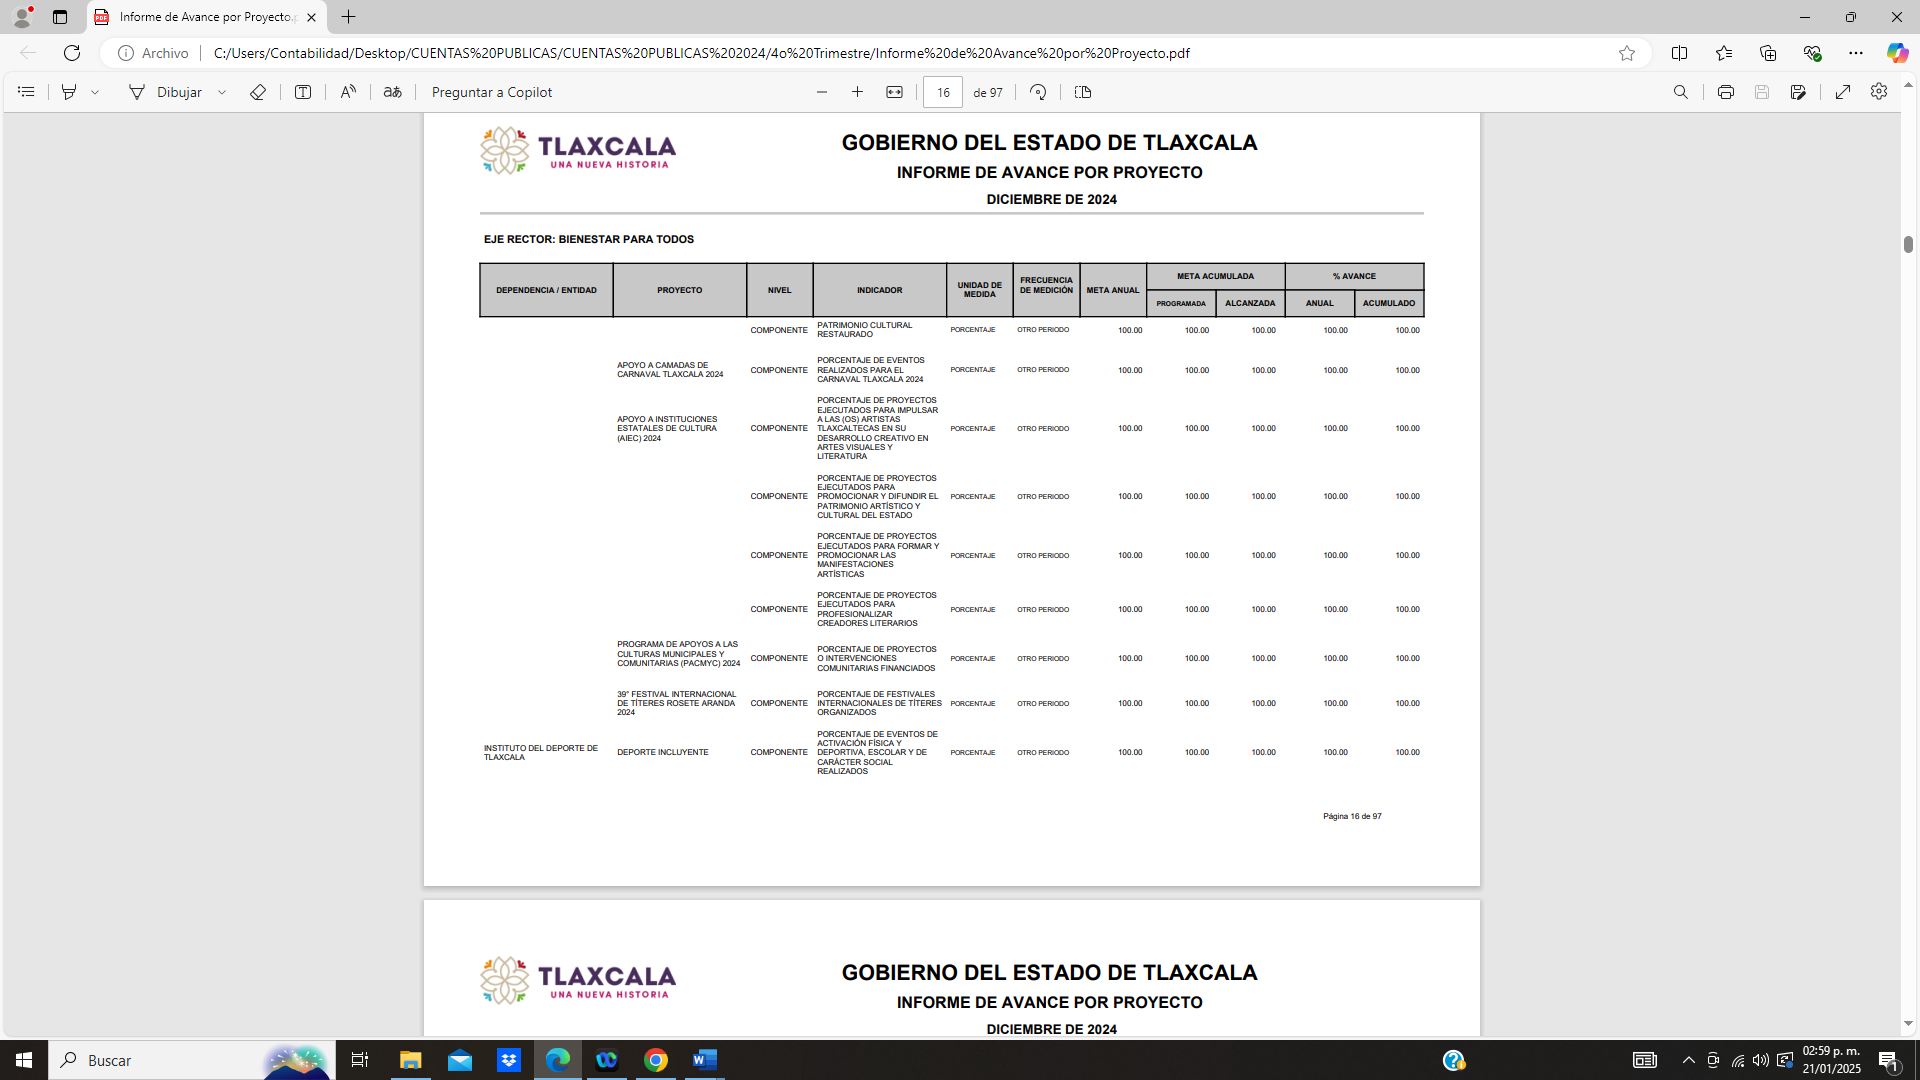 Informe de Avance por Proyecto.p
Archivo
C:/Users/Contabilidad/Desktop/CUENTAS%20PUBLICAS/CUENTAS%20PUBLICAS%202024/4o%20Trimestre/Informe%20de%20Avance%20por%20Proyecto.pdf
Dibujar
Preguntar a Copilot
16 de 97
TLAXCALA
UNA NUEVA HISTORIA
GOBIERNO DEL ESTADO DE TLAXCALA
INFORME DE AVANCE POR PROYECTO
DICIEMBRE DE 2024
EJE RECTOR: BIENESTAR PARA TODOS
DEPENDENCIA / ENTIDAD
PROYECTO
NIVEL
INDICADOR
UNIDAD DE
MEDIDA
FRECUENCIA
DE MEDICIÓN
META ANUAL
META ACUMULADA
PROGRAMADA
ALCANZADA
% AVANCE
ANUAL
ACUMULADO
COMPONENTE
PATRIMONIO CULTURAL
RESTAURADO
PORCENTAJE
OTRO PERIODO
100.00 100.00 100.00 100.00 100.00
APOYO A CAMADAS DE
CARNAVAL TLAXCALA 2024
COMPONENTE
PORCENTAJE DE EVENTOS
REALIZADOS PARA EL
CARNAVAL TLAXCALA 2024
PORCENTAJE
OTRO PERIODO
100.00 100.00 100.00 100.00 100.00
APOYO A INSTITUCIONES
ESTATALES DE CULTURA
(AIEC) 2024
COMPONENTE
PORCENTAJE DE PROYECTOS
EJECUTADOS PARA IMPULSAR
A LAS (OS) ARTISTAS
TLAXCALTECAS EN SU
DESARROLLO CREATIVO EN
ARTES VISUALES Y
LITERATURA
PORCENTAJE
OTRO PERIODO
100.00 100.00 100.00 100.00 100.00
COMPONENTE
PORCENTAJE DE PROYECTOS
EJECUTADOS PARA
PROMOCIONAR Y DIFUNDIR EL
PATRIMONIO ARTÍSTICO Y
CULTURAL DEL ESTADO
PORCENTAJE
OTRO PERIODO
100.00 100.00 100.00 100.00 100.00
COMPONENTE
PORCENTAJE DE PROYECTOS
EJECUTADOS PARA FORMAR Y
PROMOCIONAR LAS
MANIFESTACIONES
ARTÍSTICAS
PORCENTAJE
OTRO PERIODO
100.00 100.00 100.00 100.00 100.00
COMPONENTE
PORCENTAJE DE PROYECTOS
EJECUTADOS PARA
PROFESIONALIZAR
CREADORES LITERARIOS
PORCENTAJE
OTRO PERIODO
100.00 100.00 100.00 100.00 100.00
PROGRAMA DE APOYOS A LAS
CULTURAS MUNICIPALES Y
COMUNITARIAS (PACMYC) 2024
COMPONENTE
PORCENTAJE DE PROYECTOS
O INTERVENCIONES
COMUNITARIAS FINANCIADOS
PORCENTAJE
OTRO PERIODO
100.00 100.00 100.00 100.00 100.00
39° FESTIVAL INTERNACIONAL
DE TÍTERES ROSETE ARANDA
2024
COMPONENTE
PORCENTAJE DE FESTIVALES
INTERNACIONALES DE TÍTERES
ORGANIZADOS
PORCENTAJE
OTRO PERIODO
100.00 100.00 100.00 100.00 100.00
INSTITUTO DEL DEPORTE DE
TLAXCALA
DEPORTE INCLUYENTE
COMPONENTE
PORCENTAJE DE EVENTOS DE
ACTIVACIÓN FÍSICA Y
DEPORTIVA, ESCOLAR Y DE
CARÁCTER SOCIAL
REALIZADOS
PORCENTAJE
OTRO PERIODO
100.00 100.00 100.00 100.00 100.00
Página 16 de 97
TLAXCALA
UNA NUEVA HISTORIA
GOBIERNO DEL ESTADO DE TLAXCALA
INFORME DE AVANCE POR PROYECTO
DICIEMBRE DE 2024
Buscar
02:59 p. m.
21/01/2025
1